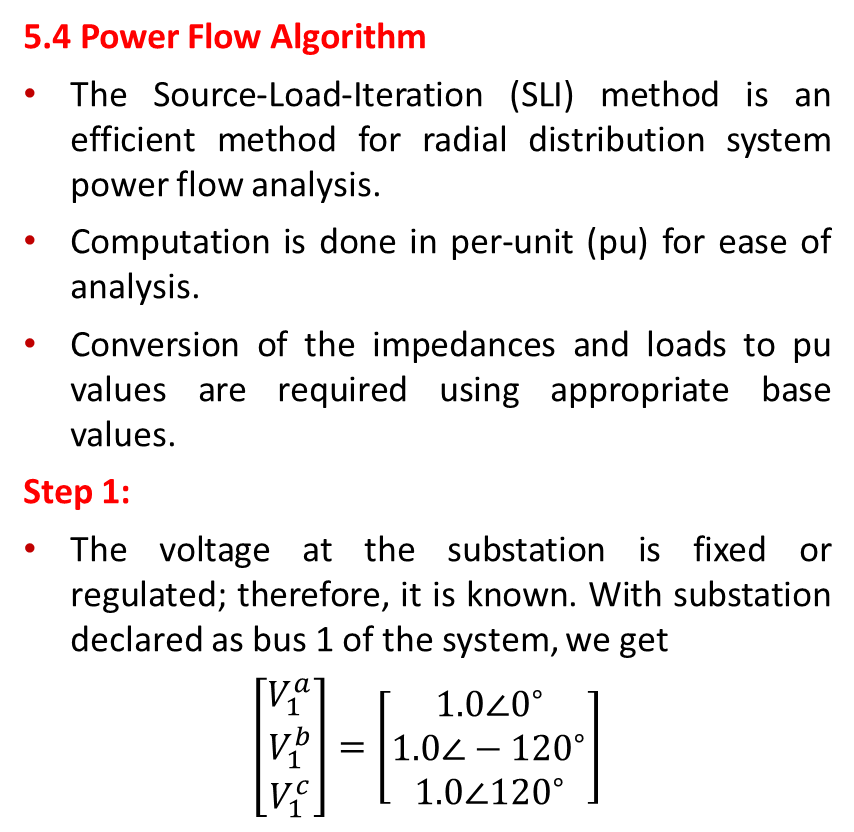 5.4 Power Flow Algorithm
• The Source-Load-Iteration (SLI) method is an
efficient method for radial distribution system
power flow analysis.
• Computation is done in per-unit (pu) for ease of
analysis.
• Conversion of the impedances and loads to pu
values are required using appropriate base
values.
Step 1:
• The voltage at the substation is fixed or
regulated; therefore, it is known. With substation
declared as bus 1 of the system, we get
[V₁ᵃ] [1.0∠0°]
[V₁ᵇ] = [1.0∠ − 120°]
[V₁ᶜ] [1.0∠120°]